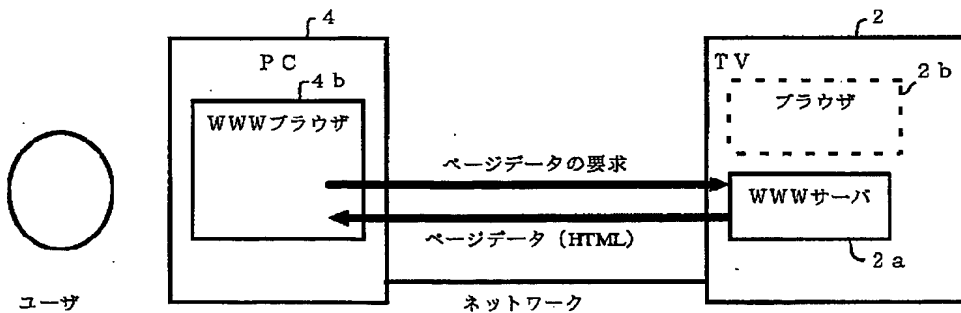 4
2
ＰＣ
ＴＶ
4ｂ
2ｂ
ＷＷＷブラウザ
ブラウザ
ページデータの要求
ＷＷＷサーバ
ページデータ（HTML）
2ａ
ユーザ
ネットワーク